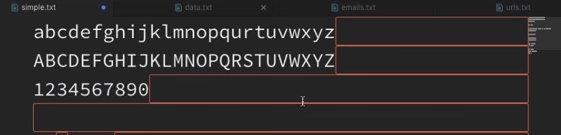 simple.txt data.txt emails.txt urls.txt
abcdefghijklmnopqurtuvwxyz
ABCDEFGHIJKLMNOPQRSTUVWXYZ
1234567890